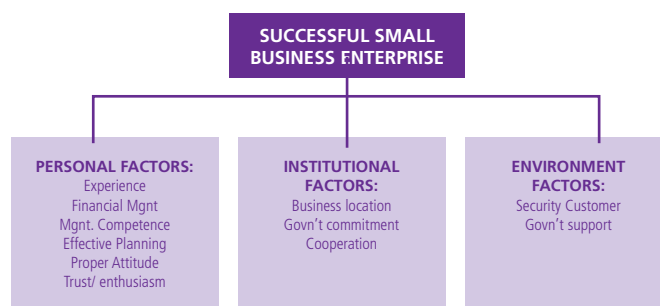 SUCCESSFUL SMALL
BUSINESS ENTERPRISE
PERSONAL FACTORS:
Experience
Financial Mgnt
Mgnt. Competence
Effective Planning
Proper Attitude
Trust/ enthusiasm
INSTITUTIONAL
FACTORS:
Business location
Govn't commitment
Cooperation
ENVIRONMENT
FACTORS:
Security Customer
Govn't support